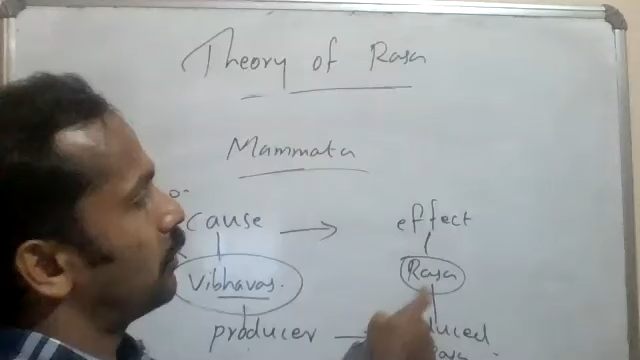 Theory of Rasa
Mammata
cause → effect
Vibhavas. Rasa
producer